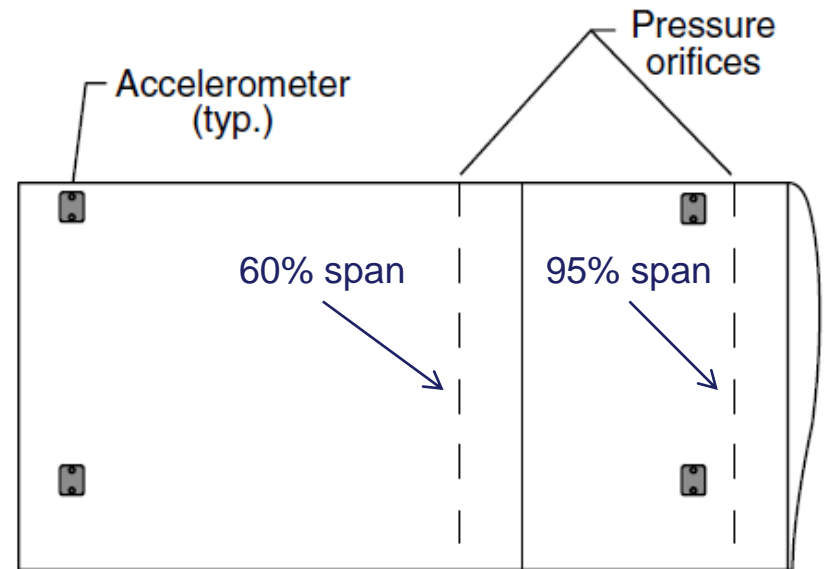 Pressure
orifices
Accelerometer
(typ.)
60% span
95% span